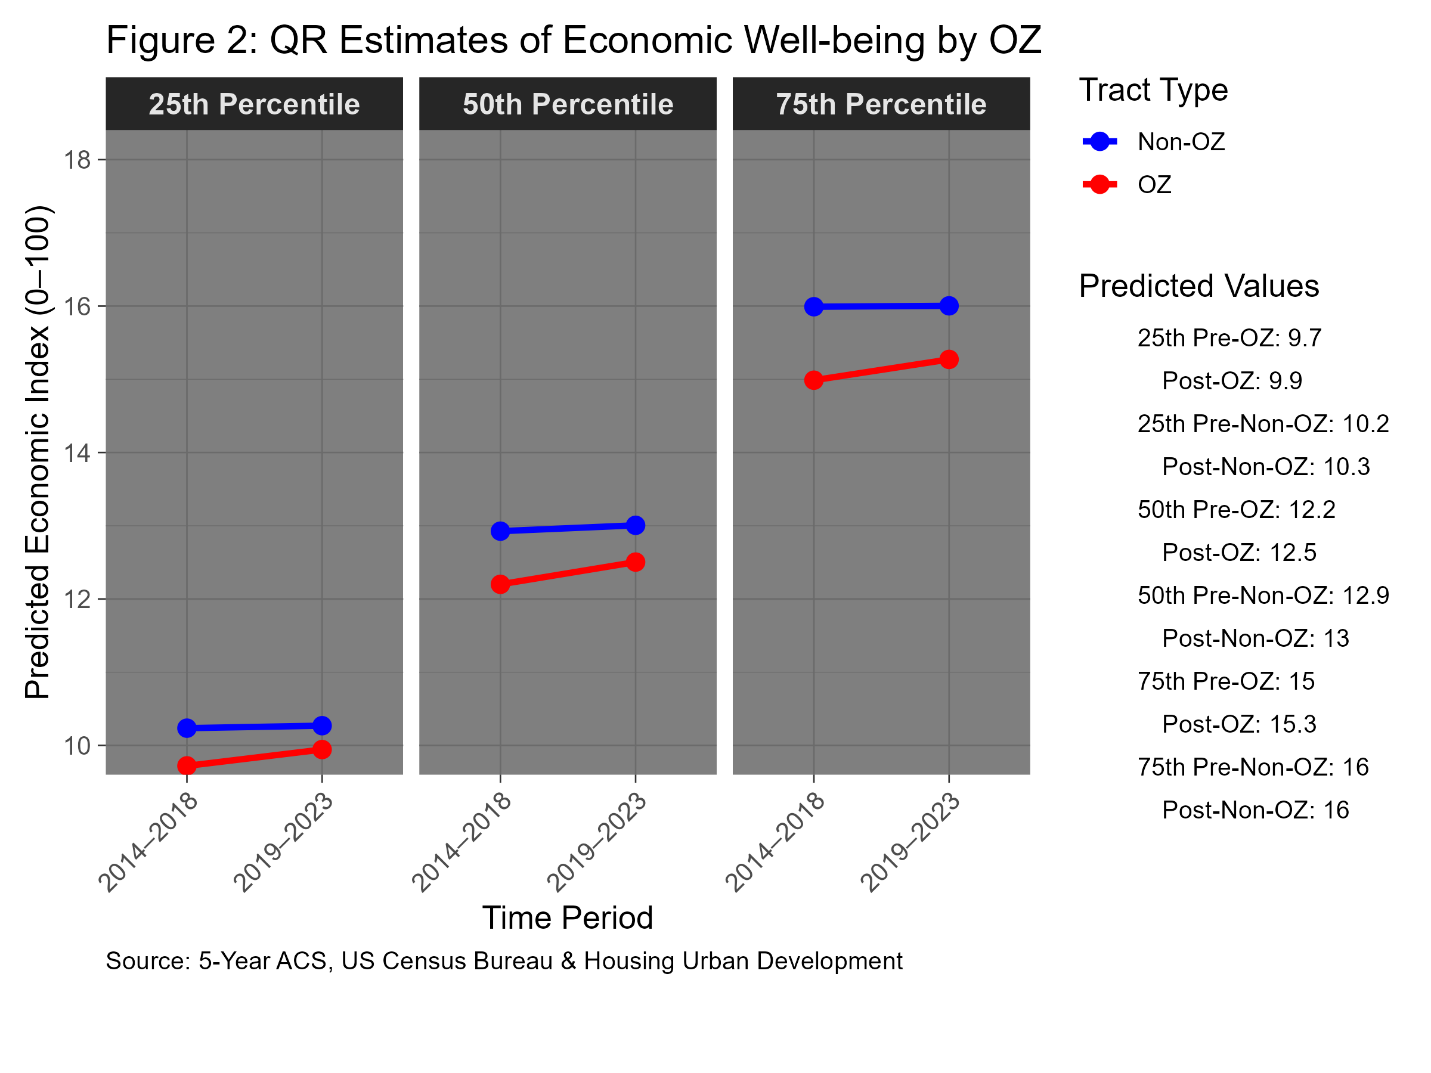 Figure 2: QR Estimates of Economic Well-being by OZ
25th Percentile
50th Percentile
75th Percentile
Predicted Economic Index (0–100)
18
16
14
12
10
2014–2018
2019–2023
2014–2018
2019–2023
2014–2018
2019–2023
Time Period
Source: 5-Year ACS, US Census Bureau & Housing Urban Development
Tract Type
Non-OZ
OZ
Predicted Values
25th Pre-OZ: 9.7
Post-OZ: 9.9
25th Pre-Non-OZ: 10.2
Post-Non-OZ: 10.3
50th Pre-OZ: 12.2
Post-OZ: 12.5
50th Pre-Non-OZ: 12.9
Post-Non-OZ: 13
75th Pre-OZ: 15
Post-OZ: 15.3
75th Pre-Non-OZ: 16
Post-Non-OZ: 16